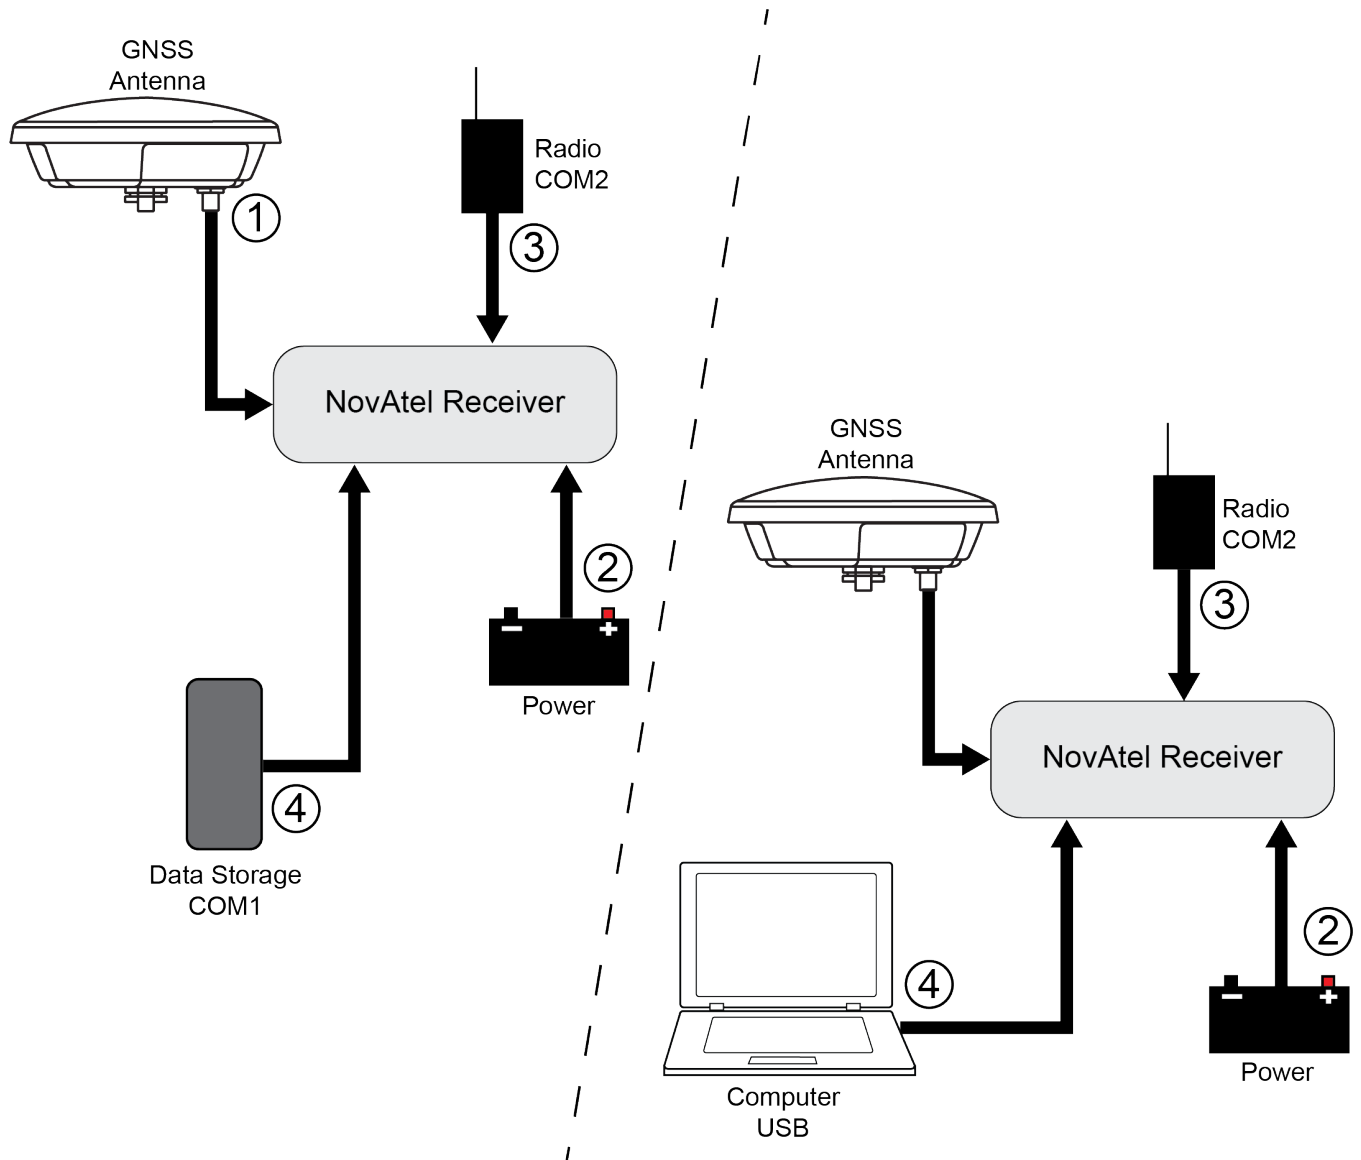 GNSS
Antenna
1
Radio
COM2
3
NovAtel Receiver
2
Power
4
Data Storage
COM1
GNSS
Antenna
Radio
COM2
3
NovAtel Receiver
2
Power
4
Computer
USB